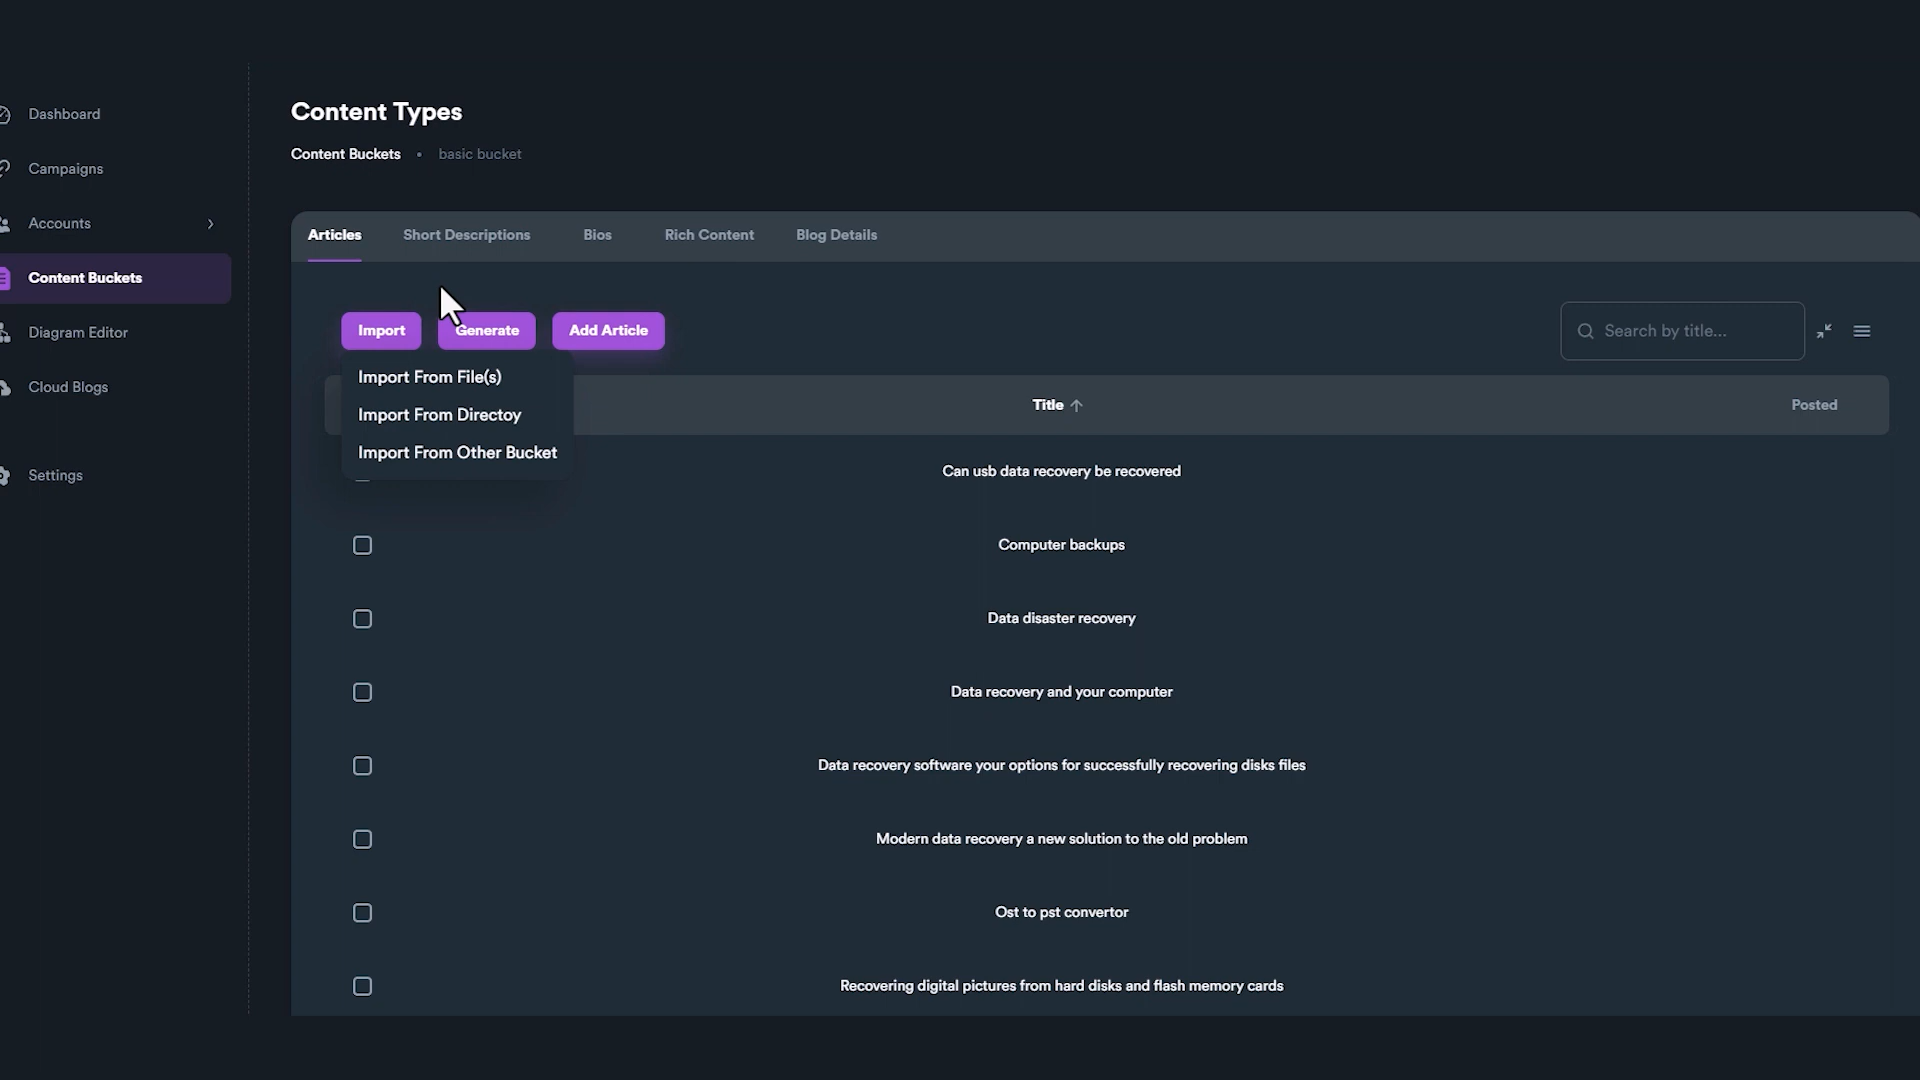 Dashboard
Campaigns
Accounts
Content Buckets
Diagram Editor
Cloud Blogs
Settings
Content Types
Content Buckets • basic bucket
Articles Short Descriptions Bios Rich Content Blog Details
Import Generate Add Article Search by title...
Import From File(s)
Import From Directoy
Import From Other Bucket
Title Posted
Can usb data recovery be recovered
Computer backups
Data disaster recovery
Data recovery and your computer
Data recovery software your options for successfully recovering disks files
Modern data recovery a new solution to the old problem
Ost to pst convertor
Recovering digital pictures from hard disks and flash memory cards